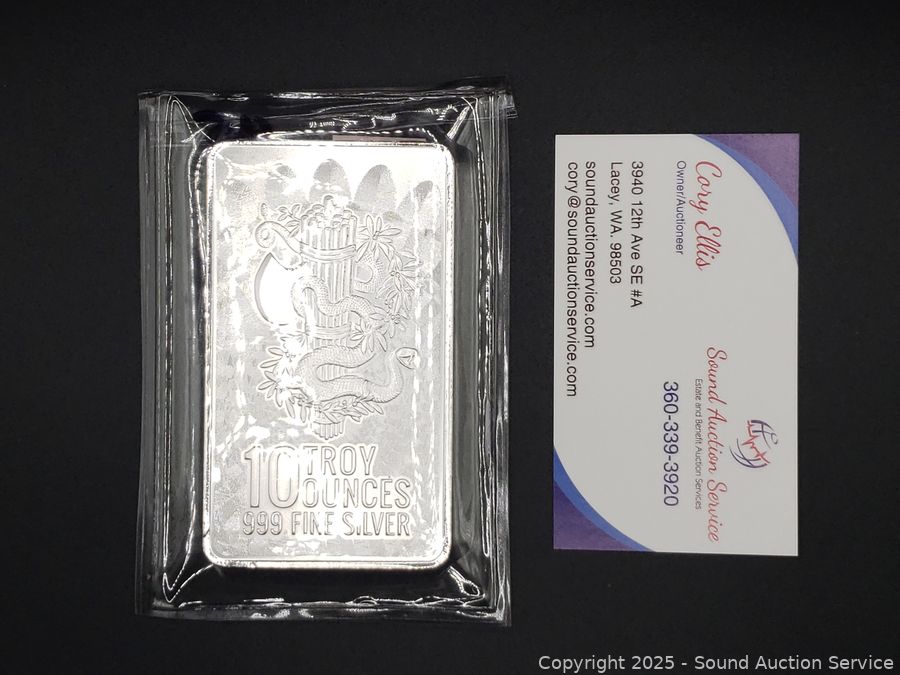 10 TROY
OUNCES
999 FINE SILVER
Cory Ellis
Owner/Auctioneer
3940 12th Ave SE #A
Lacey, WA. 98503
soundauctionservice.com
cory@soundauctionservice.com
Sound Auction Service
Estate and Benefit Auction Services
360-339-3920
Copyright 2025 - Sound Auction Service